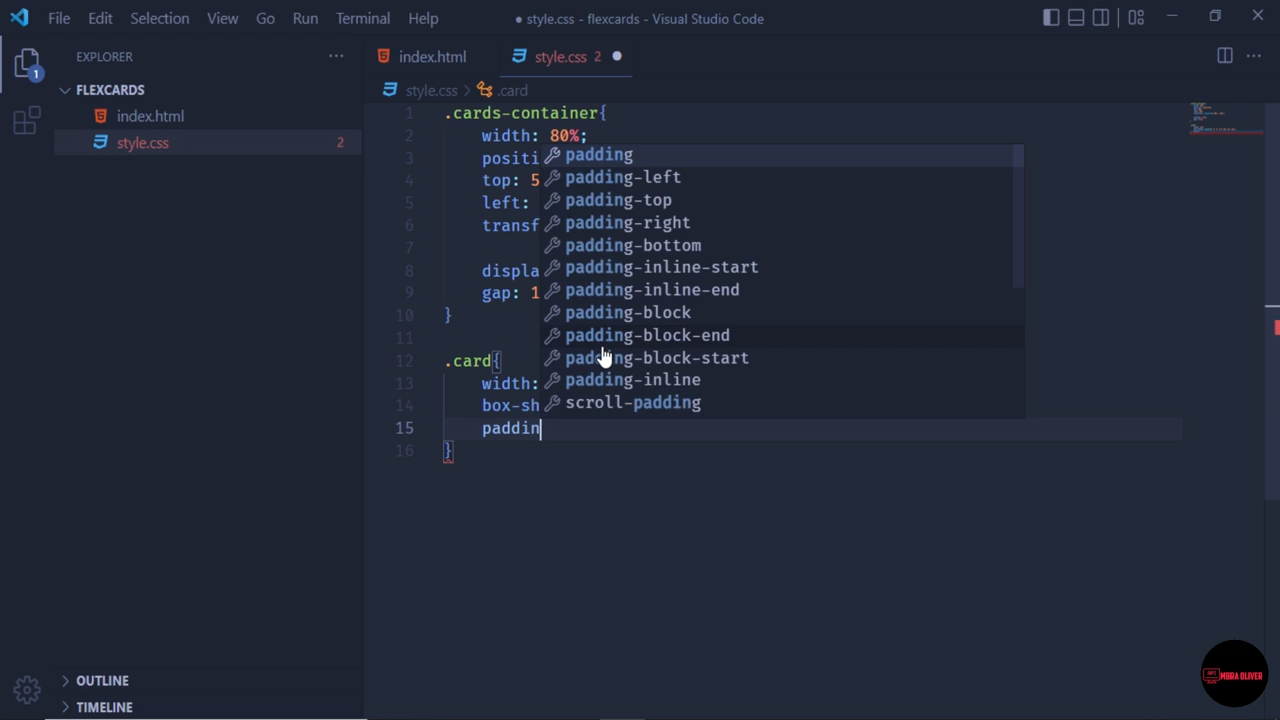 File Edit Selection View Go Run Terminal Help
● style.css - flexcards - Visual Studio Code
EXPLORER
1
FLEXCARDS
index.html
style.css 2
OUTLINE
TIMELINE
index.html style.css 2
style.css > .card
1 .cards-container{
2 width: 80%;
3 positi
4 top: 5
5 left:
6 transf
7
8 displa
9 gap: 1
10 }
11
12 .card{
13 width:
14 box-sh
15 paddin
16 }
padding
padding-left
padding-top
padding-right
padding-bottom
padding-inline-start
padding-inline-end
padding-block
padding-block-end
padding-block-start
padding-inline
scroll-padding
MBRA OLIVER